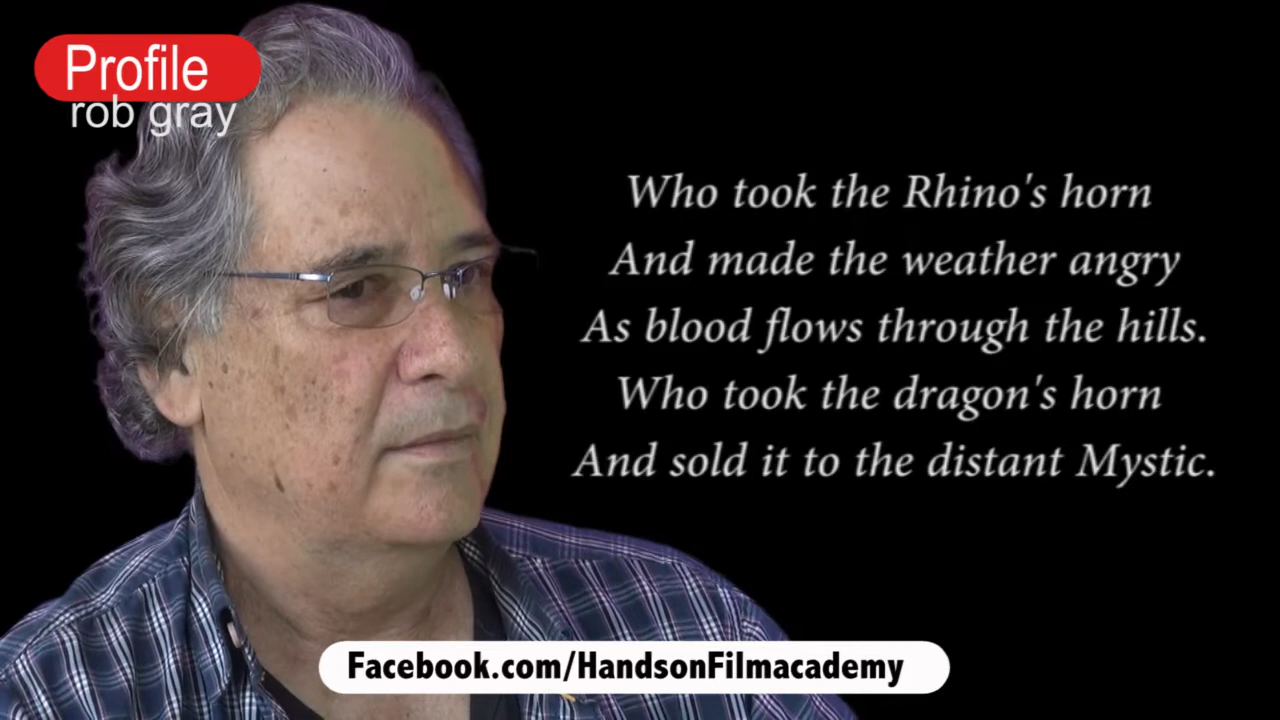 Profile
rob gray
Who took the Rhino's horn
And made the weather angry
As blood flows through the hills.
Who took the dragon's horn
And sold it to the distant Mystic.
Facebook.com/HandsonFilmacademy